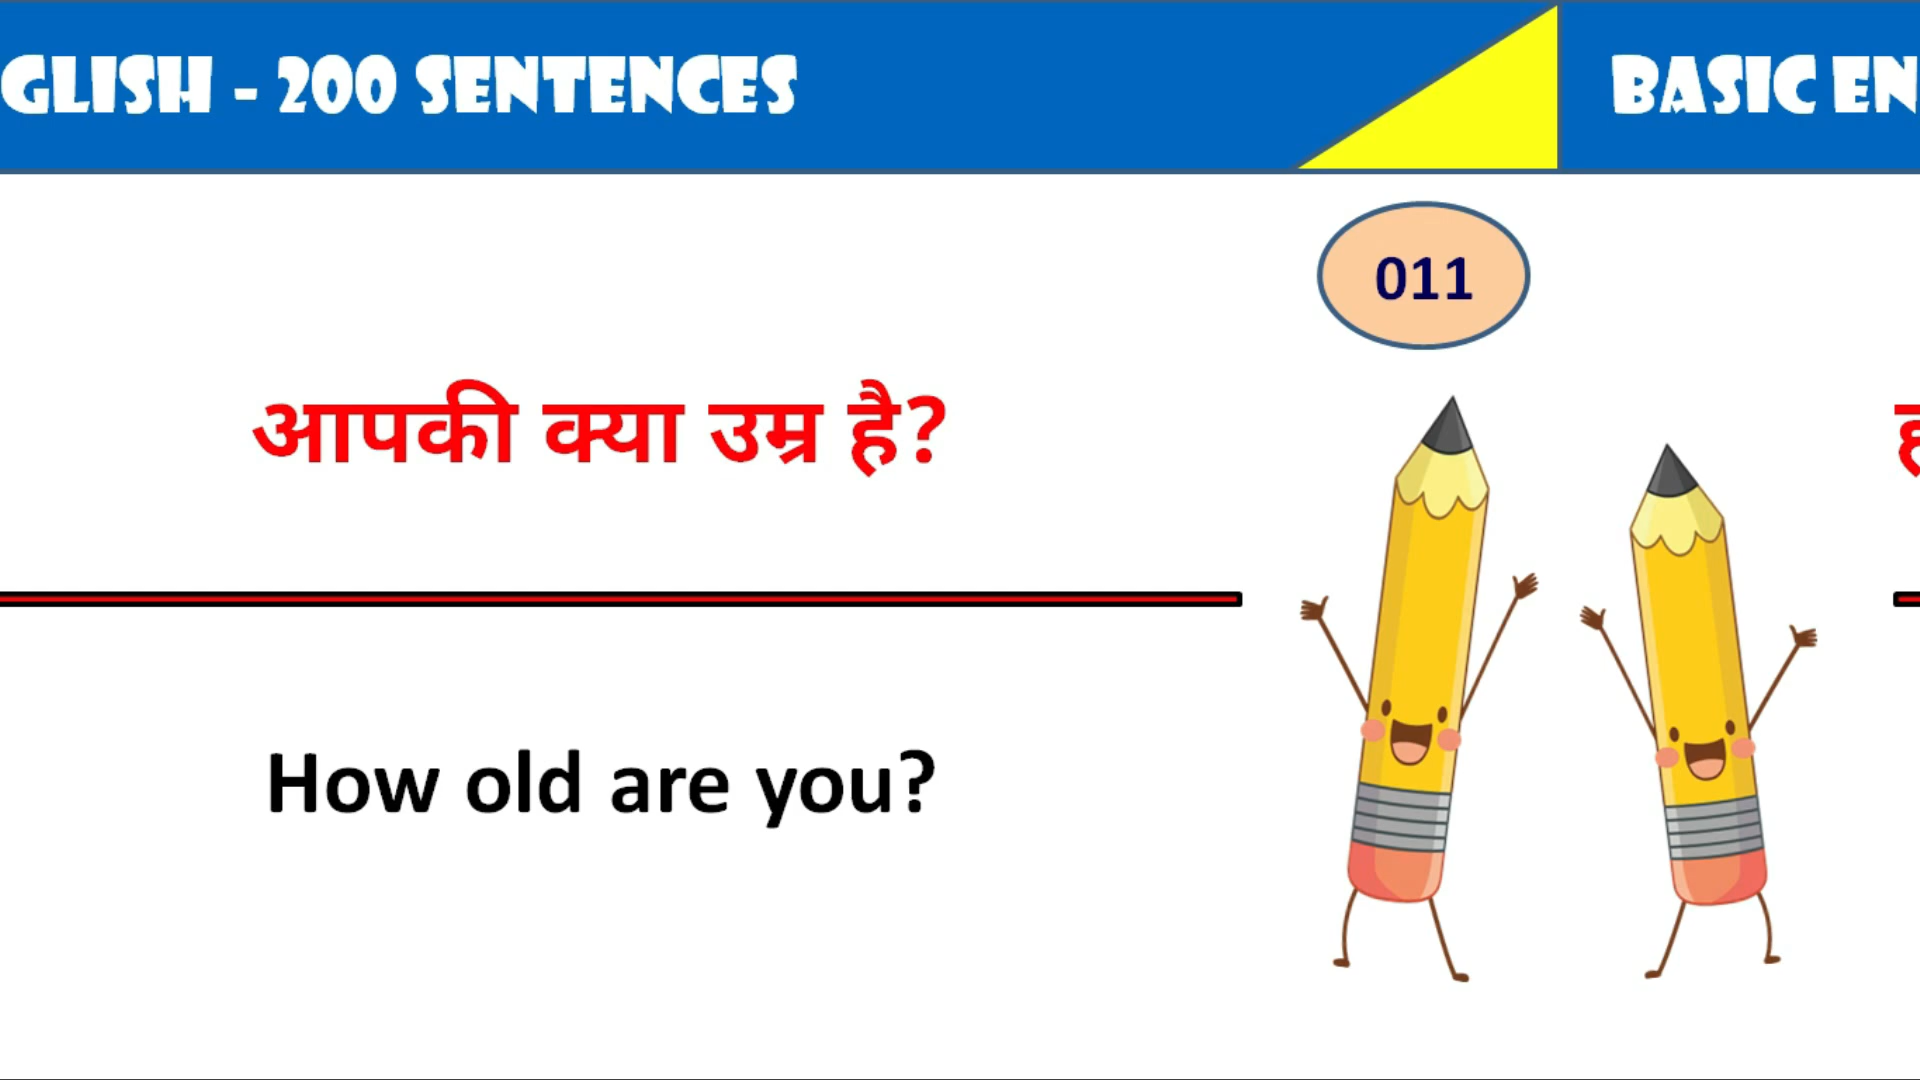 GLISH - 200 SENTENCES
BASIC EN
011
आपकी क्या उम्र है?
How old are you?